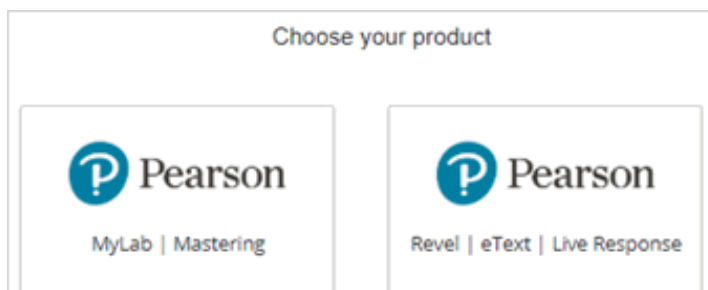 Choose your product
Pearson
MyLab | Mastering
Pearson
Revel | eText | Live Response